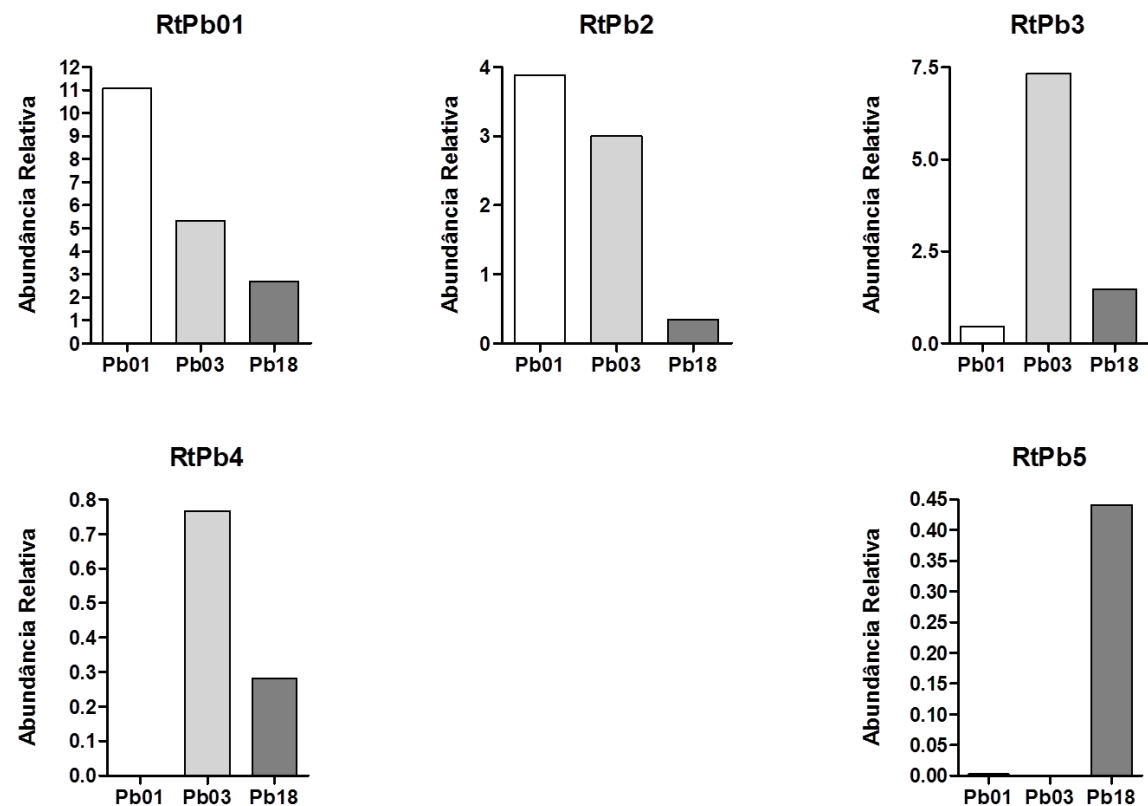 RtPb01
Abundância Relativa
12
11
10
9
8
7
6
5
4
3
2
1
0
Pb01 Pb03 Pb18
RtPb2
Abundância Relativa
4
3
2
1
0
Pb01 Pb03 Pb18
RtPb3
Abundância Relativa
7.5
5.0
2.5
0.0
Pb01 Pb03 Pb18
RtPb4
Abundância Relativa
0.8
0.7
0.6
0.5
0.4
0.3
0.2
0.1
0.0
Pb01 Pb03 Pb18
RtPb5
Abundância Relativa
0.45
0.40
0.35
0.30
0.25
0.20
0.15
0.10
0.05
0.00
Pb01 Pb03 Pb18